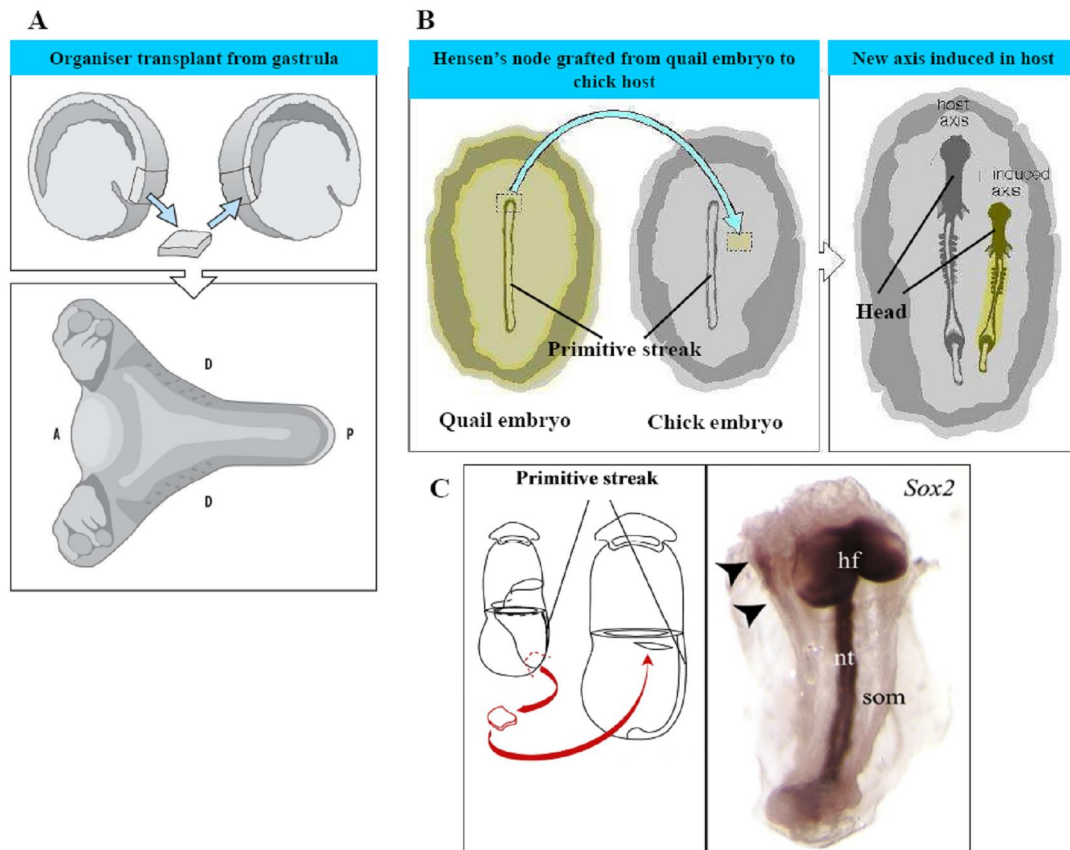 A
Organiser transplant from gastrula
D
A
P
D
B
Hensen's node grafted from quail embryo to
chick host
Primitive streak
Quail embryo
Chick embryo
New axis induced in host
host
axis
induced
axis
Head
C
Primitive streak
Sox2
hf
nt
som